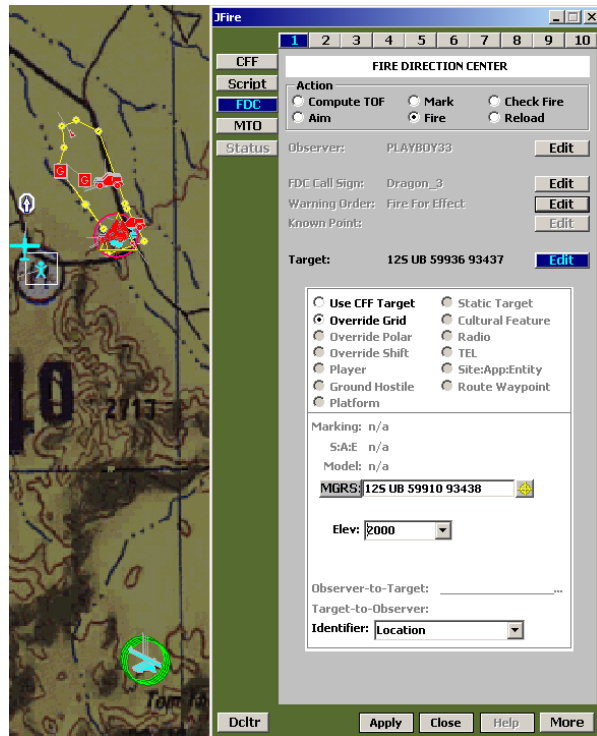 JFire
1 2 3 4 5 6 7 8 9 10
CFF
Script
FDC
MTO
Status
FIRE DIRECTION CENTER
Action
Compute TOF Mark Check Fire
Aim Fire Reload
Observer: PLAYBOY33 Edit
FDC Call Sign: Dragon_3 Edit
Warning Order: Fire For Effect Edit
Known Point: Edit
Target: 12S UB 59936 93437 Edit
Use CFF Target Static Target
Override Grid Cultural Feature
Override Polar Radio
Override Shift TEL
Player Site:App:Entity
Ground Hostile Route Waypoint
Platform
Marking: n/a
S:A:E n/a
Model: n/a
MGRS: 12S UB 59910 93438
Elev: 2000
Observer-to-Target: ...
Target-to-Observer:
Identifier: Location
Dcltr Apply Close Help More
G
G
40
2713